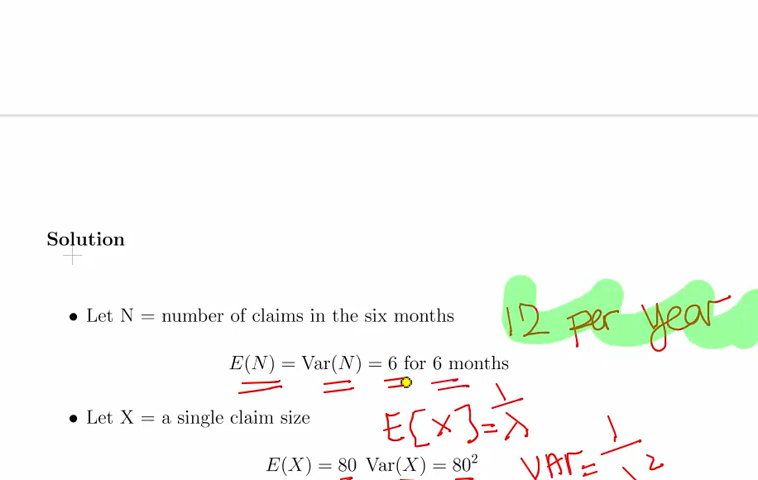 Solution
• Let N = number of claims in the six months
12 per year
E(N) = Var(N) = 6 for 6 months
• Let X = a single claim size
E[X] = 1/λ
E(X) = 80 Var(X) = 80²
VAR = 1/λ²